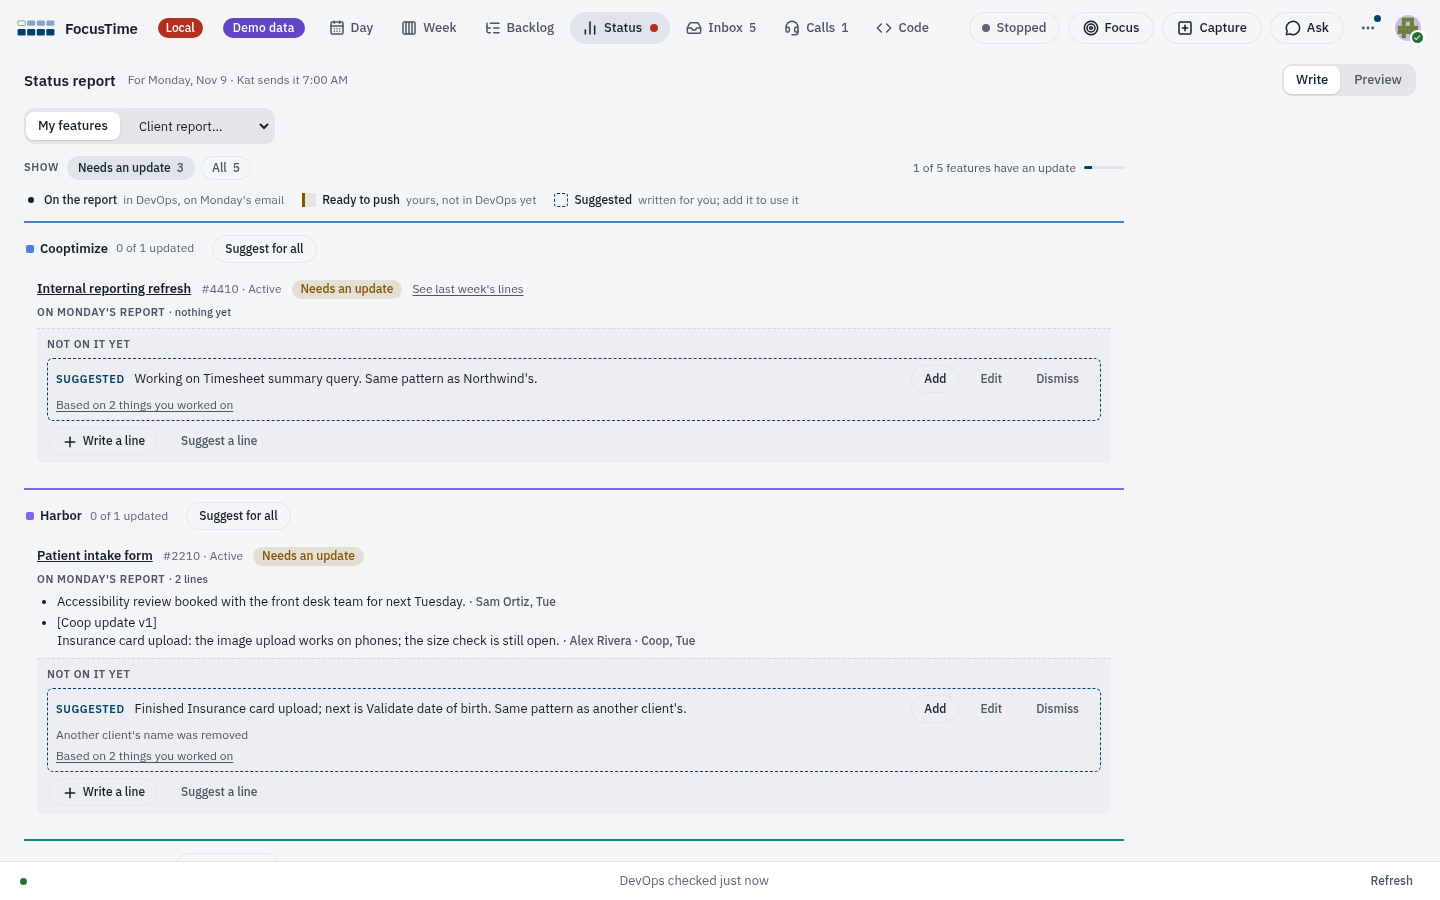 FocusTime Local Demo data Day Week Backlog Status Inbox 5 Calls 1 Code Stopped Focus Capture Ask
Status report For Monday, Nov 9 · Kat sends it 7:00 AM Write Preview
My features Client report...
SHOW Needs an update 3 All 5 1 of 5 features have an update
On the report in DevOps, on Monday's email Ready to push yours, not in DevOps yet Suggested written for you; add it to use it
Cooptimize 0 of 1 updated Suggest for all
Internal reporting refresh #4410 · Active Needs an update See last week's lines
ON MONDAY'S REPORT · nothing yet
NOT ON IT YET
SUGGESTED Working on Timesheet summary query. Same pattern as Northwind's. Add Edit Dismiss
Based on 2 things you worked on
Write a line Suggest a line
Harbor 0 of 1 updated Suggest for all
Patient intake form #2210 · Active Needs an update
ON MONDAY'S REPORT · 2 lines
• Accessibility review booked with the front desk team for next Tuesday. · Sam Ortiz, Tue
• [Coop update v1]
Insurance card upload: the image upload works on phones; the size check is still open. · Alex Rivera · Coop, Tue
NOT ON IT YET
SUGGESTED Finished Insurance card upload; next is Validate date of birth. Same pattern as another client's. Add Edit Dismiss
Another client's name was removed
Based on 2 things you worked on
Write a line Suggest a line
DevOps checked just now Refresh